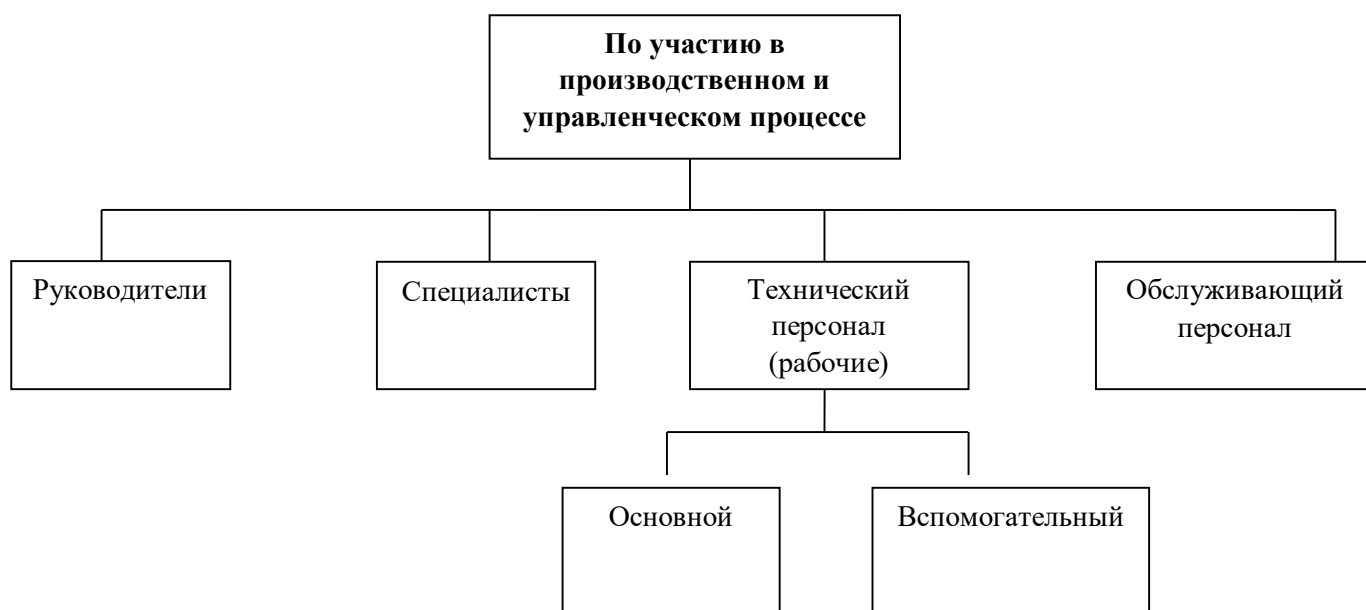 По участию в
производственном и
управленческом процессе
Руководители
Специалисты
Технический
персонал
(рабочие)
Обслуживающий
персонал
Основной
Вспомогательный